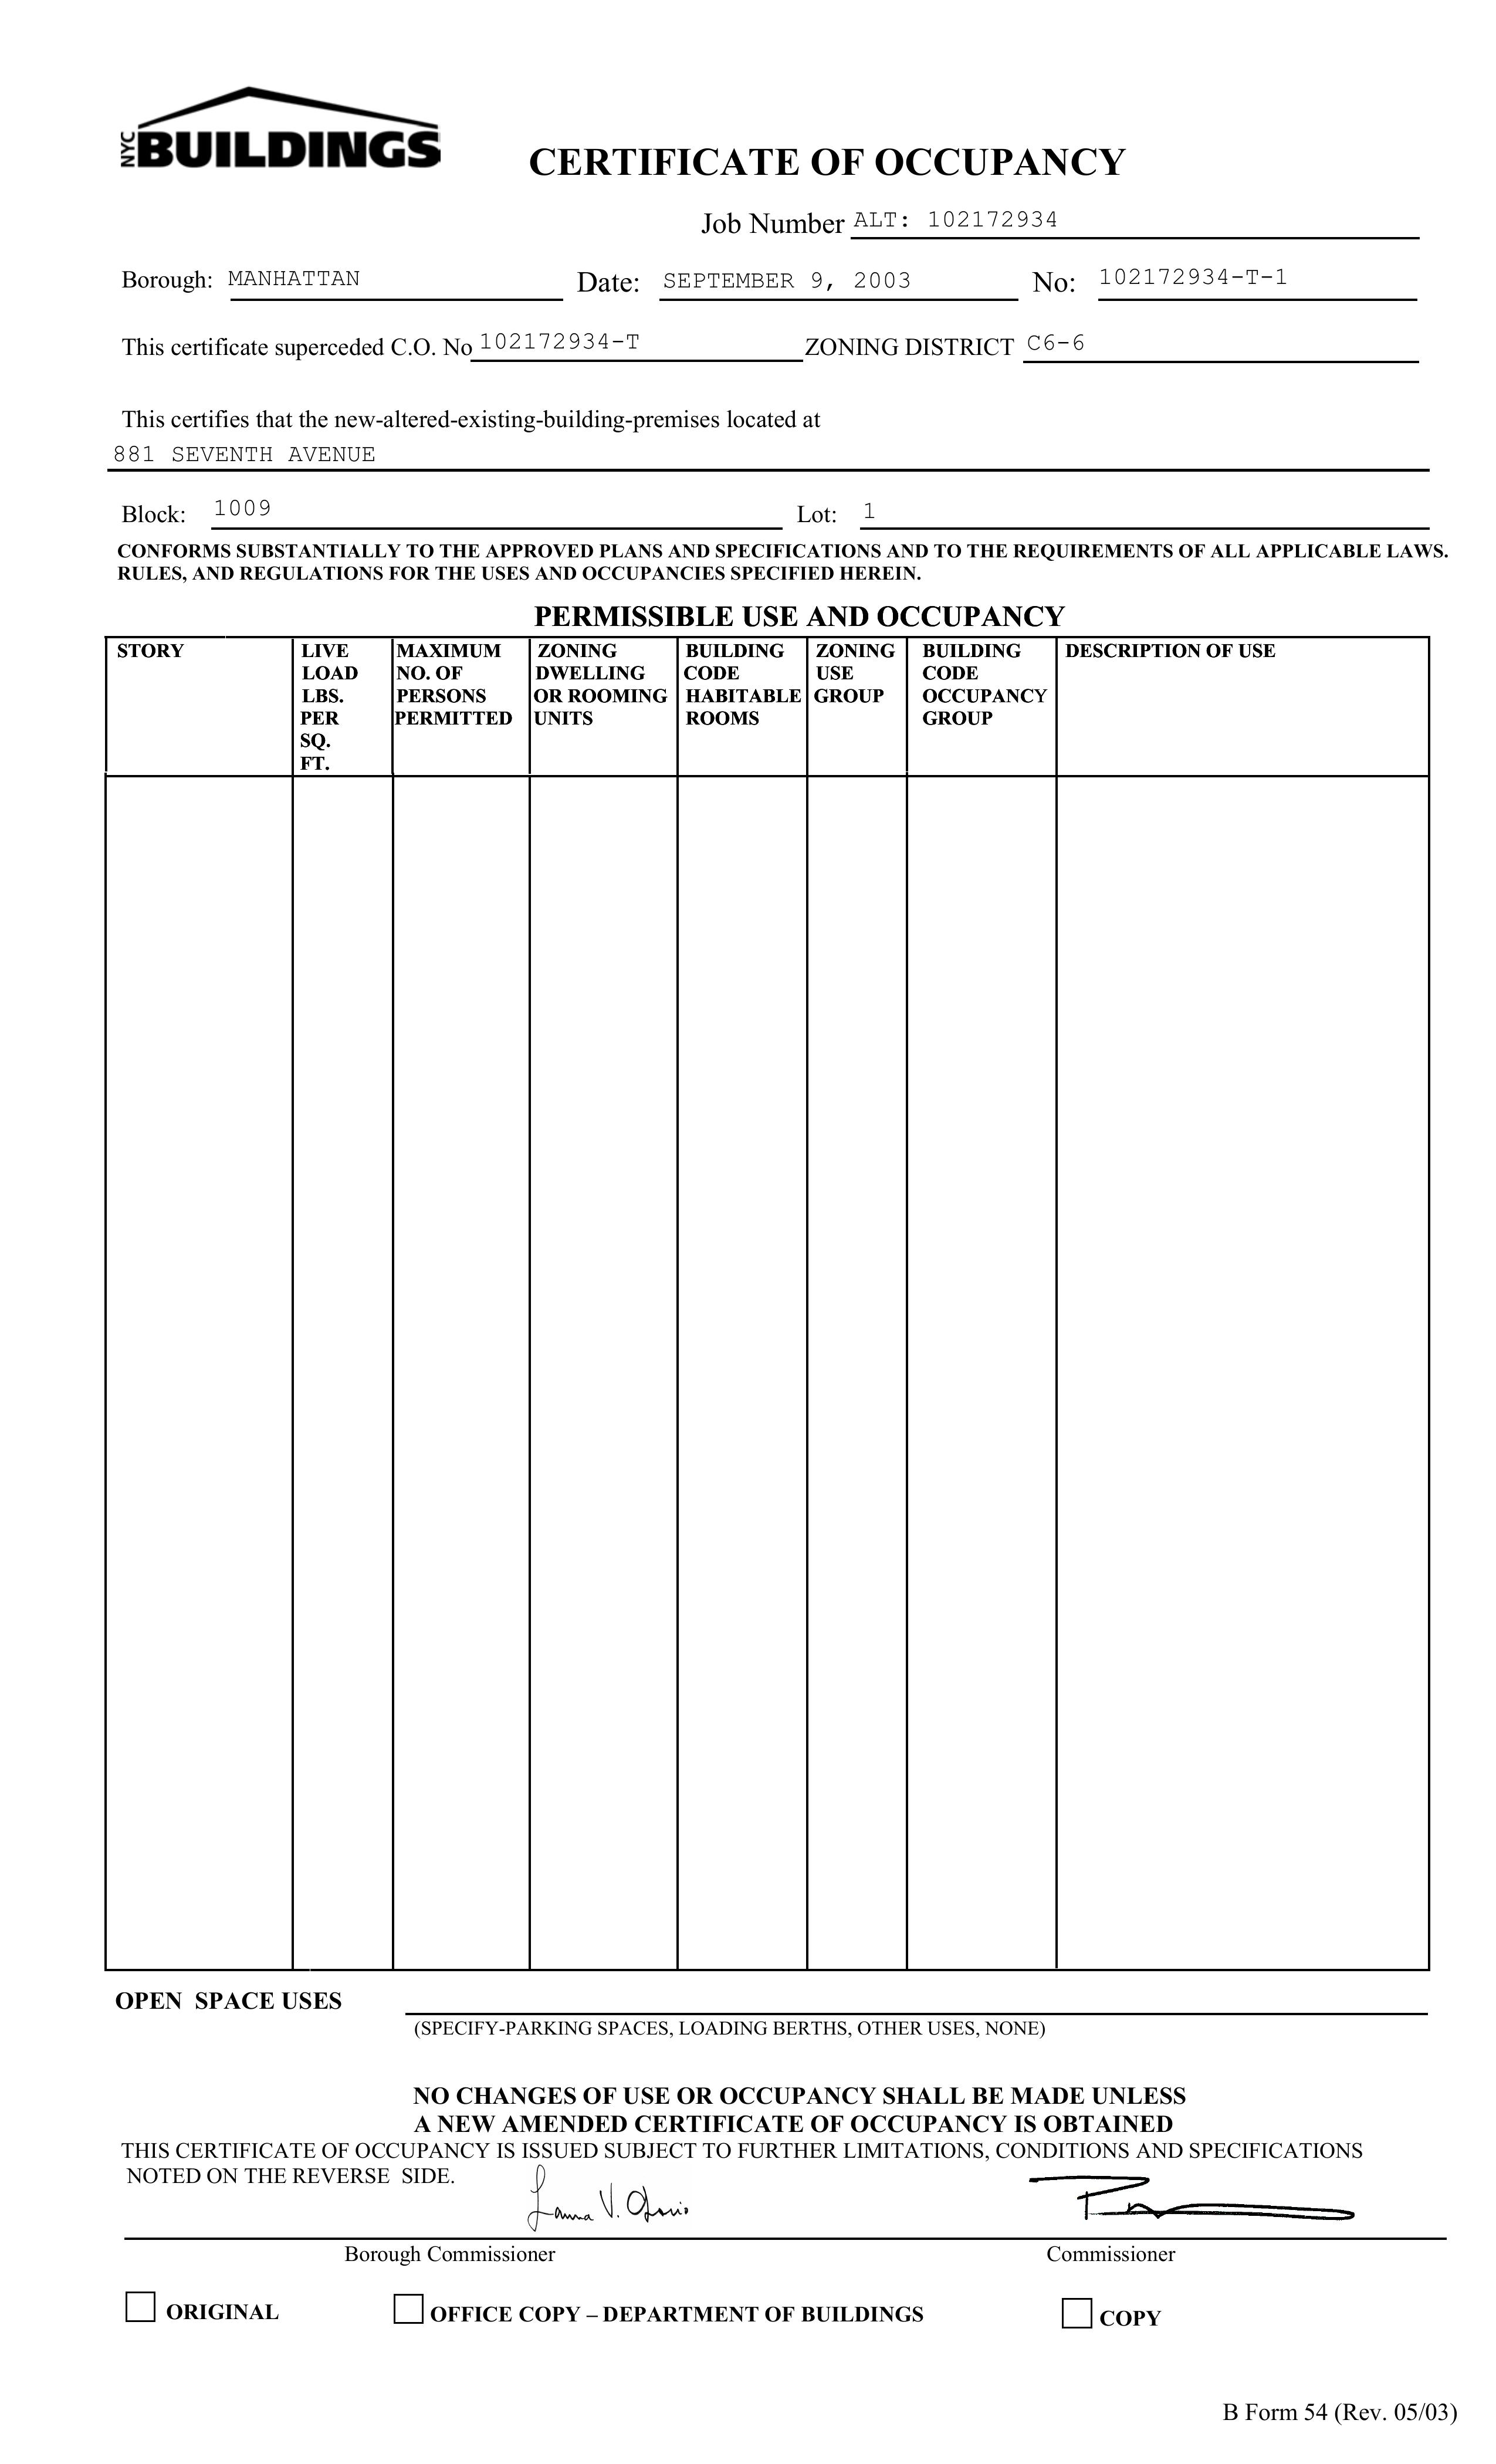 NYC BUILDINGS
CERTIFICATE OF OCCUPANCY
Job Number ALT: 102172934
Borough: MANHATTAN Date: SEPTEMBER 9, 2003 No: 102172934-T-1
This certificate superceded C.O. No 102172934-T ZONING DISTRICT C6-6
This certifies that the new-altered-existing-building-premises located at
881 SEVENTH AVENUE
Block: 1009 Lot: 1
CONFORMS SUBSTANTIALLY TO THE APPROVED PLANS AND SPECIFICATIONS AND TO THE REQUIREMENTS OF ALL APPLICABLE LAWS.
RULES, AND REGULATIONS FOR THE USES AND OCCUPANCIES SPECIFIED HEREIN.
PERMISSIBLE USE AND OCCUPANCY
STORY LIVE MAXIMUM ZONING BUILDING ZONING BUILDING DESCRIPTION OF USE
LOAD NO. OF DWELLING CODE USE CODE
LBS. PERSONS OR ROOMING HABITABLE GROUP OCCUPANCY
PER PERMITTED UNITS ROOMS GROUP
SQ.
FT.
OPEN SPACE USES
(SPECIFY-PARKING SPACES, LOADING BERTHS, OTHER USES, NONE)
NO CHANGES OF USE OR OCCUPANCY SHALL BE MADE UNLESS
A NEW AMENDED CERTIFICATE OF OCCUPANCY IS OBTAINED
THIS CERTIFICATE OF OCCUPANCY IS ISSUED SUBJECT TO FURTHER LIMITATIONS, CONDITIONS AND SPECIFICATIONS
NOTED ON THE REVERSE SIDE.
Borough Commissioner Commissioner
ORIGINAL OFFICE COPY – DEPARTMENT OF BUILDINGS COPY
B Form 54 (Rev. 05/03)